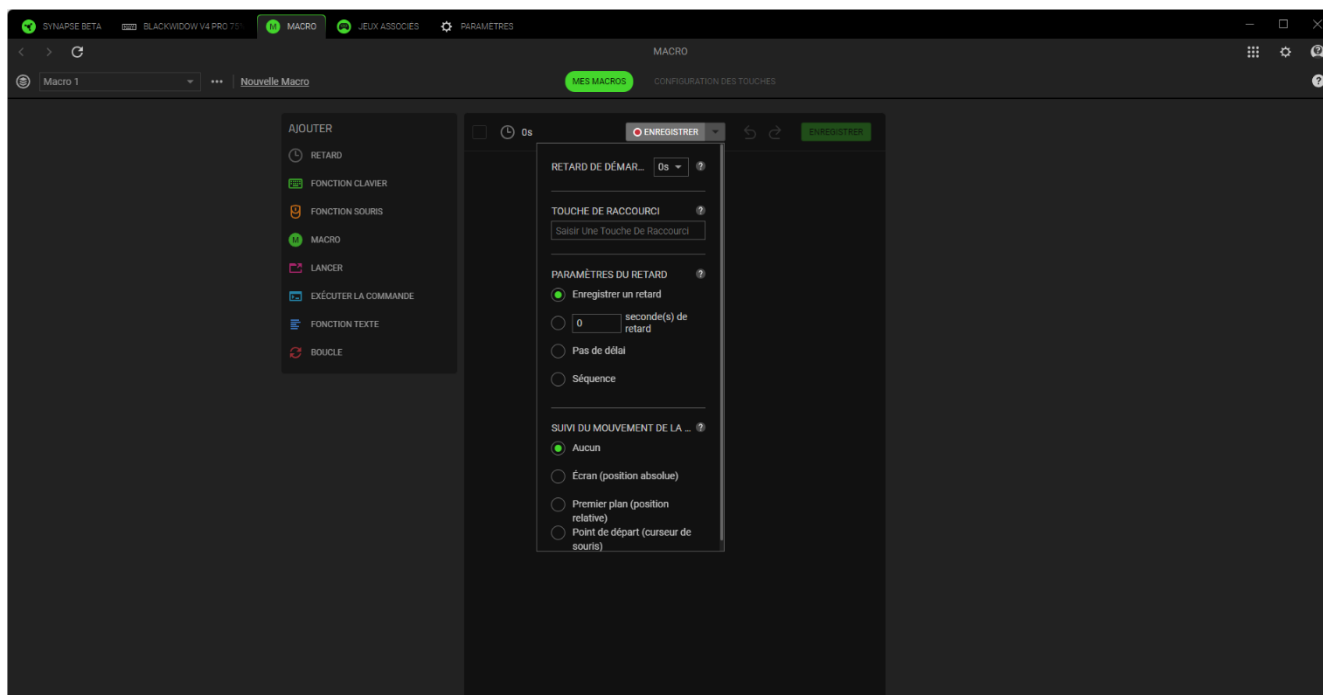 SYNAPSE BETA
BLACKWIDOW V4 PRO 75%
MACRO
JEUX ASSOCIÉS
PARAMÈTRES
MACRO
Macro 1
Nouvelle Macro
MES MACROS
CONFIGURATION DES TOUCHES
AJOUTER
RETARD
FONCTION CLAVIER
FONCTION SOURIS
MACRO
LANCER
EXÉCUTER LA COMMANDE
FONCTION TEXTE
BOUCLE
0s
ENREGISTRER
ENREGISTRER
RETARD DE DÉMAR...
0s
TOUCHE DE RACCOURCI
Saisir Une Touche De Raccourci
PARAMÈTRES DU RETARD
Enregistrer un retard
0
seconde(s) de
retard
Pas de délai
Séquence
SUIVI DU MOUVEMENT DE LA ...
Aucun
Écran (position absolue)
Premier plan (position
relative)
Point de départ (curseur de
souris)